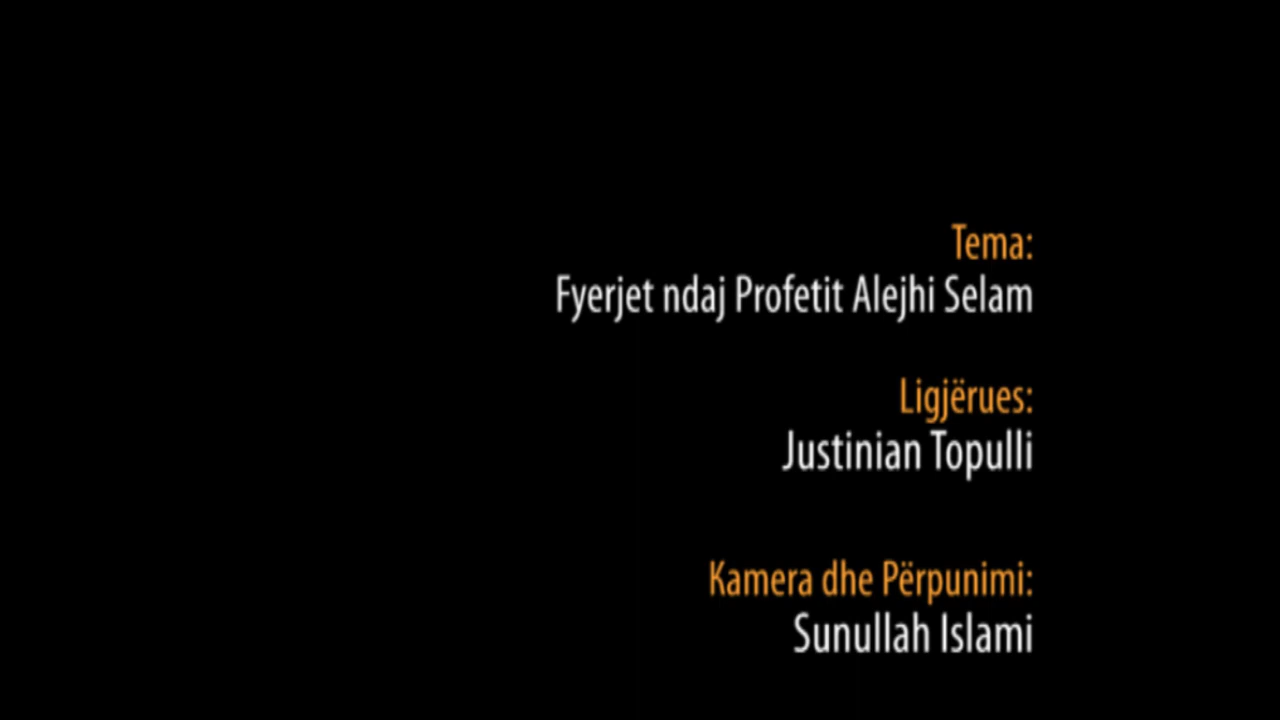 Tema:
Fyerjet ndaj Profetit Alejhi Selam
Ligjërues:
Justinian Topulli
Kamera dhe Përpunimi:
Sunullah Islami